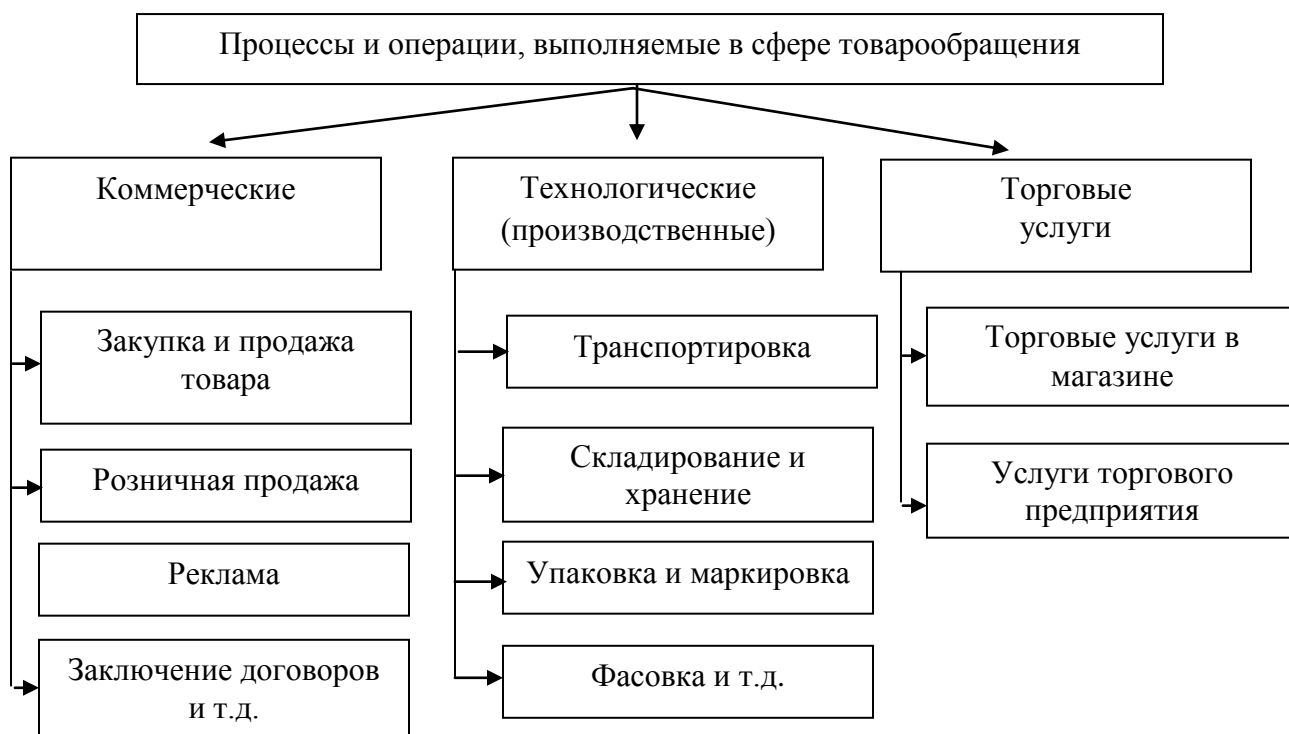 Процессы и операции, выполняемые в сфере товарообращения
Коммерческие
Закупка и продажа
товара
Розничная продажа
Реклама
Заключение договоров
и т.д.
Технологические
(производственные)
Транспортировка
Складирование и
хранение
Упаковка и маркировка
Фасовка и т.д.
Торговые
услуги
Торговые услуги в
магазине
Услуги торгового
предприятия